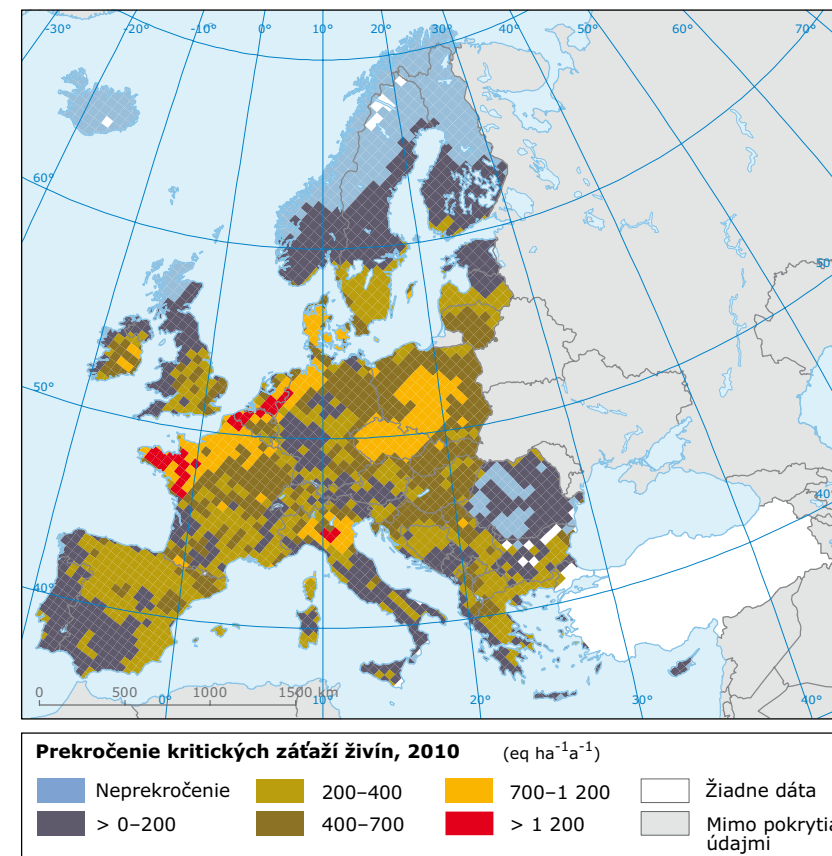 -30° -20° -10° 0° 10° 20° 30° 40° 50° 60° 70°
60°
50°
50°
40°
40°
0 500 1000 1500 km
0° 10° 20° 30° 40°
Prekročenie kritických záťaží živín, 2010 (eq ha⁻¹a⁻¹)
Neprekročenie 200–400 700–1 200 Žiadne dáta
> 0–200 400–700 > 1 200 Mimo pokrytia
údajmi